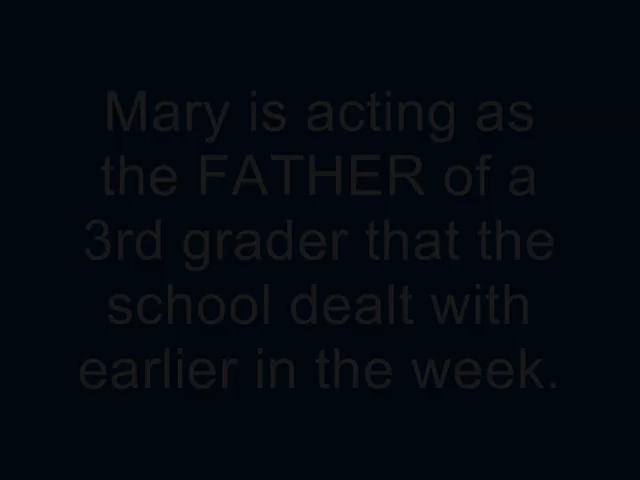 Mary is acting as
the FATHER of a
3rd grader that the
school dealt with
earlier in the week.